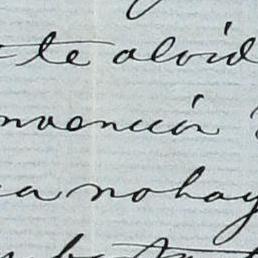 te olvid
nvención
a no hay